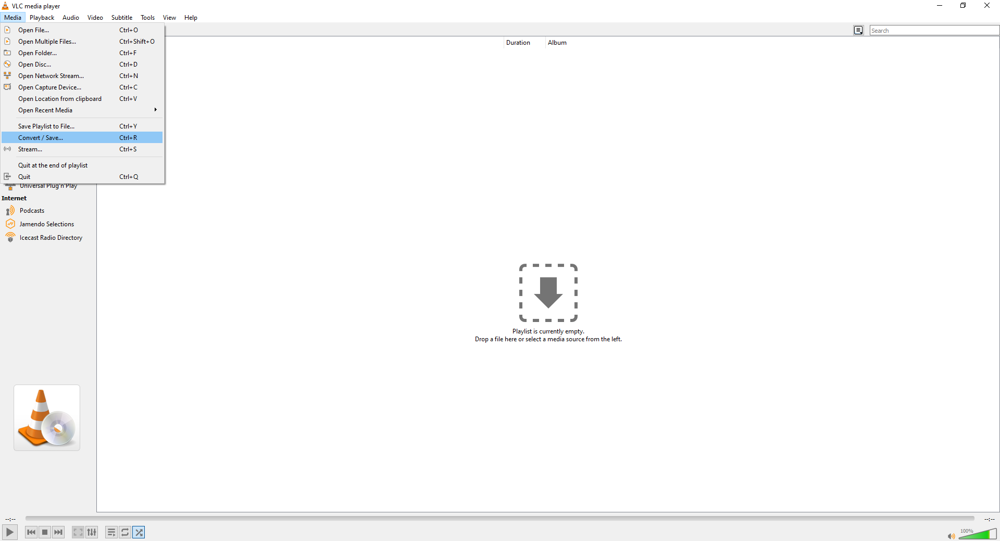 VLC media player
Media Playback Audio Video Subtitle Tools View Help
Search
Open File... Ctrl+O
Open Multiple Files... Ctrl+Shift+O
Open Folder... Ctrl+F
Open Disc... Ctrl+D
Open Network Stream... Ctrl+N
Open Capture Device... Ctrl+C
Open Location from clipboard Ctrl+V
Open Recent Media
Save Playlist to File... Ctrl+Y
Convert / Save... Ctrl+R
Stream... Ctrl+S
Quit at the end of playlist
Quit Ctrl+Q
Duration Album
Universal Plug'n'Play
Internet
Podcasts
Jamendo Selections
Icecast Radio Directory
Playlist is currently empty.
Drop a file here or select a media source from the left.
--:-- --:--
100%